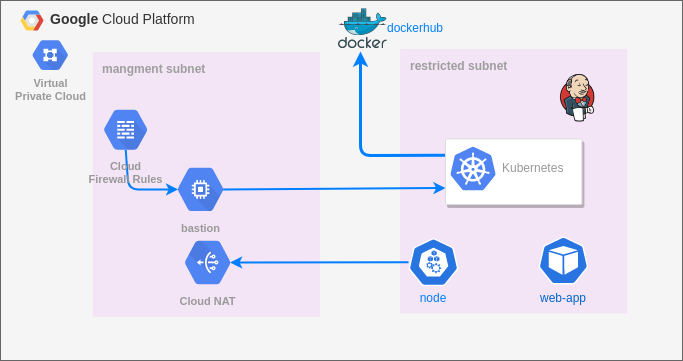 Google Cloud Platform
dockerhub
docker
Virtual
Private Cloud
mangment subnet
restricted subnet
Cloud
Firewall Rules
Kubernetes
bastion
Cloud NAT
node
web-app